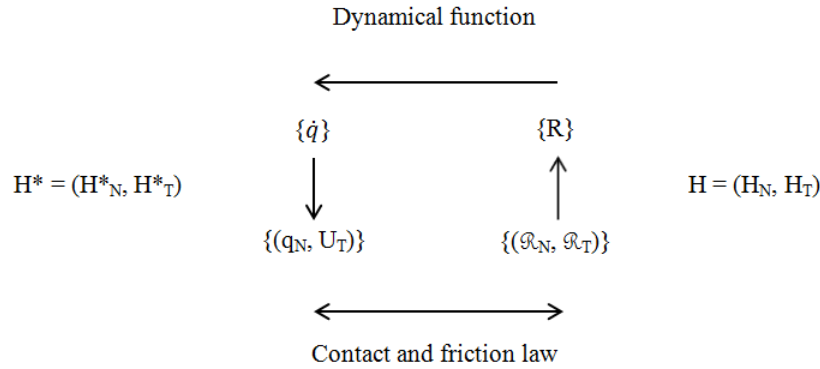 Dynamical function
{q̇} {R}
H* = (H*N, H*T) H = (HN, HT)
{(qN, UT)} {(ℛN, ℛT)}
Contact and friction law